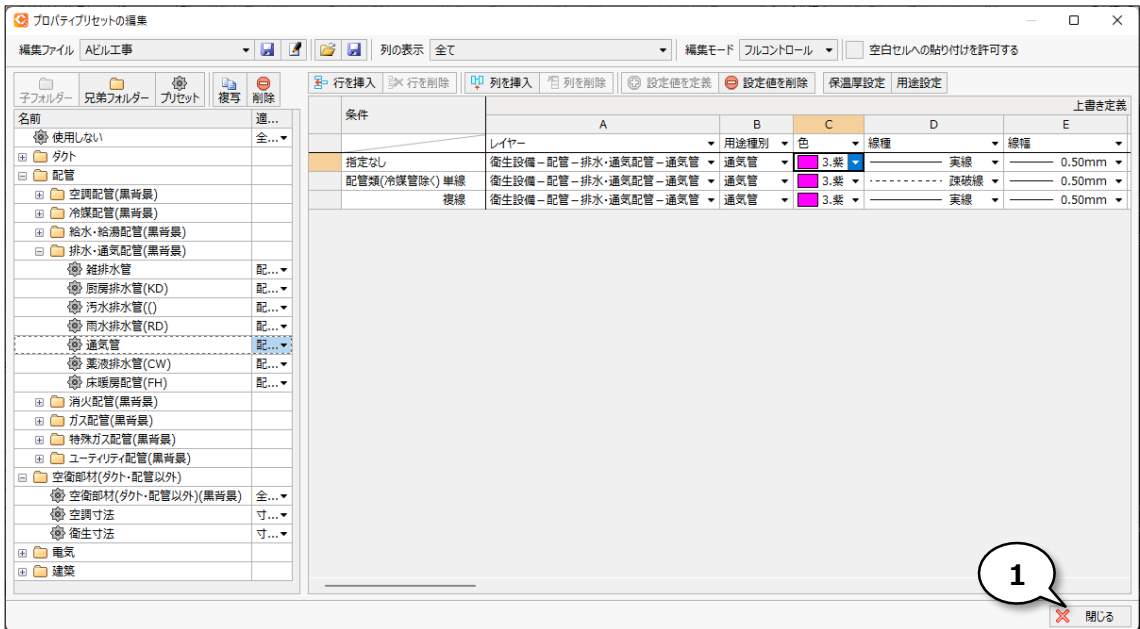 プロパティプリセットの編集
編集ファイル Aビル工事 列の表示 全て 編集モード フルコントロール 空白セルへの貼り付けを許可する
子フォルダー 兄弟フォルダー プリセット 複写 削除 行を挿入 行を削除 列を挿入 列を削除 設定値を定義 設定値を削除 保温厚設定 用途設定
名前 適...
使用しない 全...
ダクト
配管
空調配管(黒背景)
冷媒配管(黒背景)
給水・給湯配管(黒背景)
排水・通気配管(黒背景)
雑排水管 配...
厨房排水管(KD) 配...
汚水排水管(() 配...
雨水排水管(RD) 配...
通気管 配...
薬液排水管(CW) 配...
床暖房配管(FH) 配...
消火配管(黒背景)
ガス配管(黒背景)
特殊ガス配管(黒背景)
ユーティリティ配管(黒背景)
空衛部材(ダクト・配管以外)
空衛部材(ダクト・配管以外)(黒背景) 全...
空調寸法 寸...
衛生寸法 寸...
電気
建築
上書き定義
条件 A B C D E
レイヤー 用途種別 色 線種 線幅
指定なし 衛生設備－配管－排水・通気配管－通気管 通気管 3.紫 実線 0.50mm
配管類(冷媒管除く) 単線 衛生設備－配管－排水・通気配管－通気管 通気管 3.紫 疎破線 0.50mm
複線 衛生設備－配管－排水・通気配管－通気管 通気管 3.紫 実線 0.50mm
1
閉じる